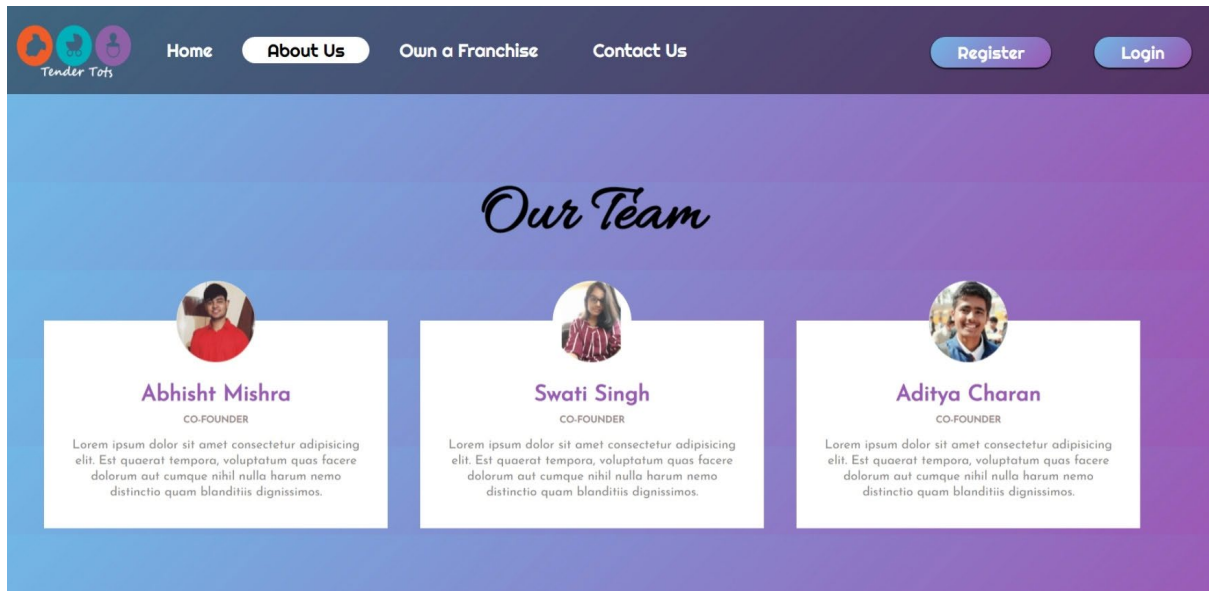 Tender Tots
Home
About Us
Own a Franchise
Contact Us
Register
Login
Our Team
Abhisht Mishra
CO-FOUNDER
Lorem ipsum dolor sit amet consectetur adipisicing
elit. Est quaerat tempora, voluptatum quas facere
dolorum aut cumque nihil nulla harum nemo
distinctio quam blanditiis dignissimos.
Swati Singh
CO-FOUNDER
Lorem ipsum dolor sit amet consectetur adipisicing
elit. Est quaerat tempora, voluptatum quas facere
dolorum aut cumque nihil nulla harum nemo
distinctio quam blanditiis dignissimos.
Aditya Charan
CO-FOUNDER
Lorem ipsum dolor sit amet consectetur adipisicing
elit. Est quaerat tempora, voluptatum quas facere
dolorum aut cumque nihil nulla harum nemo
distinctio quam blanditiis dignissimos.